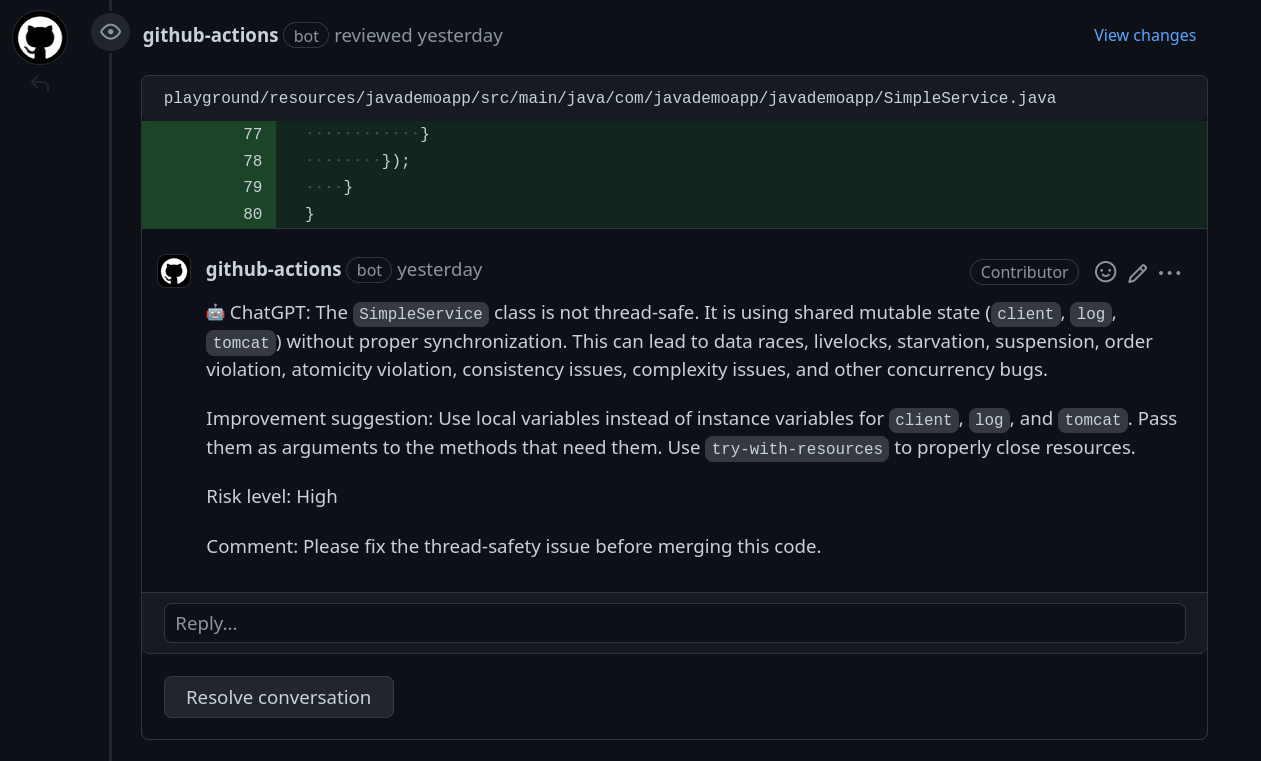 github-actions bot reviewed yesterday
View changes
playground/resources/javademoapp/src/main/java/com/javademoapp/javademoapp/SimpleService.java
77 ············}
78 ········});
79 ····}
80 }
github-actions bot yesterday
Contributor
🤖 ChatGPT: The SimpleService class is not thread-safe. It is using shared mutable state (client, log,
tomcat) without proper synchronization. This can lead to data races, livelocks, starvation, suspension, order
violation, atomicity violation, consistency issues, complexity issues, and other concurrency bugs.
Improvement suggestion: Use local variables instead of instance variables for client, log, and tomcat. Pass
them as arguments to the methods that need them. Use try-with-resources to properly close resources.
Risk level: High
Comment: Please fix the thread-safety issue before merging this code.
Reply...
Resolve conversation